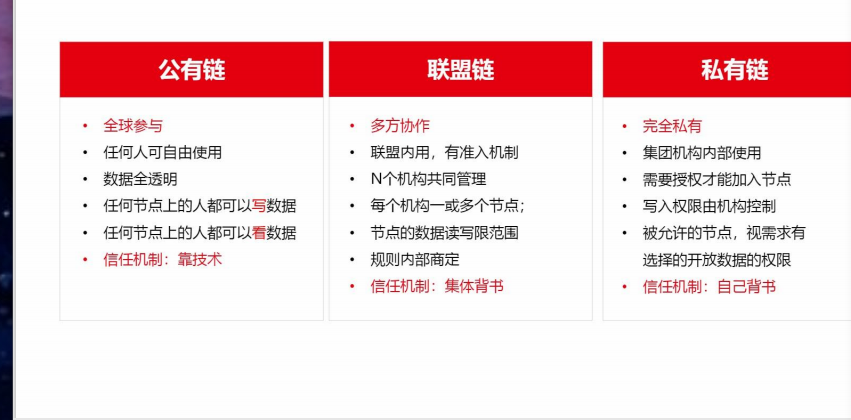 公有链
• 全球参与
• 任何人可自由使用
• 数据全透明
• 任何节点上的人都可以写数据
• 任何节点上的人都可以看数据
• 信任机制：靠技术
联盟链
• 多方协作
• 联盟内用，有准入机制
• N个机构共同管理
• 每个机构一或多个节点；
• 节点的数据读写限范围
• 规则内部商定
• 信任机制：集体背书
私有链
• 完全私有
• 集团机构内部使用
• 需要授权才能加入节点
• 写入权限由机构控制
• 被允许的节点，视需求有
选择的开放数据的权限
• 信任机制：自己背书